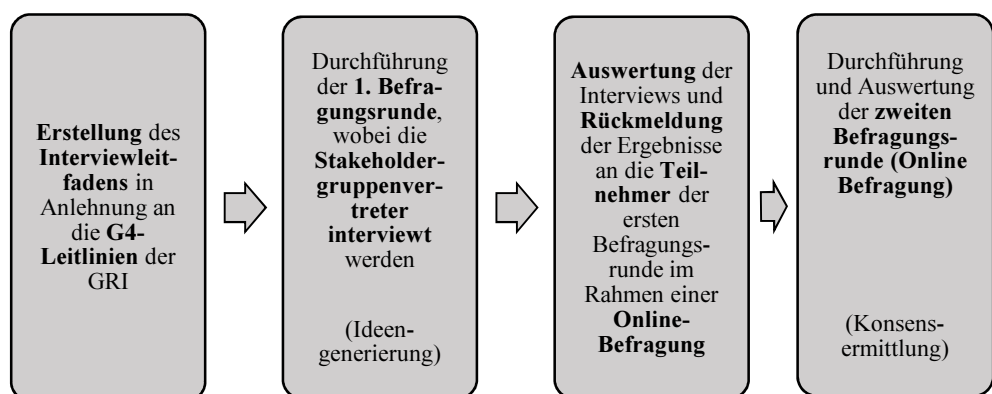 Erstellung des
Interviewleit-
fadens in
Anlehnung an
die G4-
Leitlinien der
GRI
Durchführung
der 1. Befra-
gungsrunde,
wobei die
Stakeholder-
gruppenver-
treter
interviewt
werden
(Ideen-
generierung)
Auswertung der
Interviews und
Rückmeldung
der Ergebnisse
an die Teil-
nehmer der
ersten
Befragungs-
runde im
Rahmen einer
Online-
Befragung
Durchführung
und Auswertung
der zweiten
Befragungs-
runde (Online
Befragung)
(Konsens-
ermittlung)